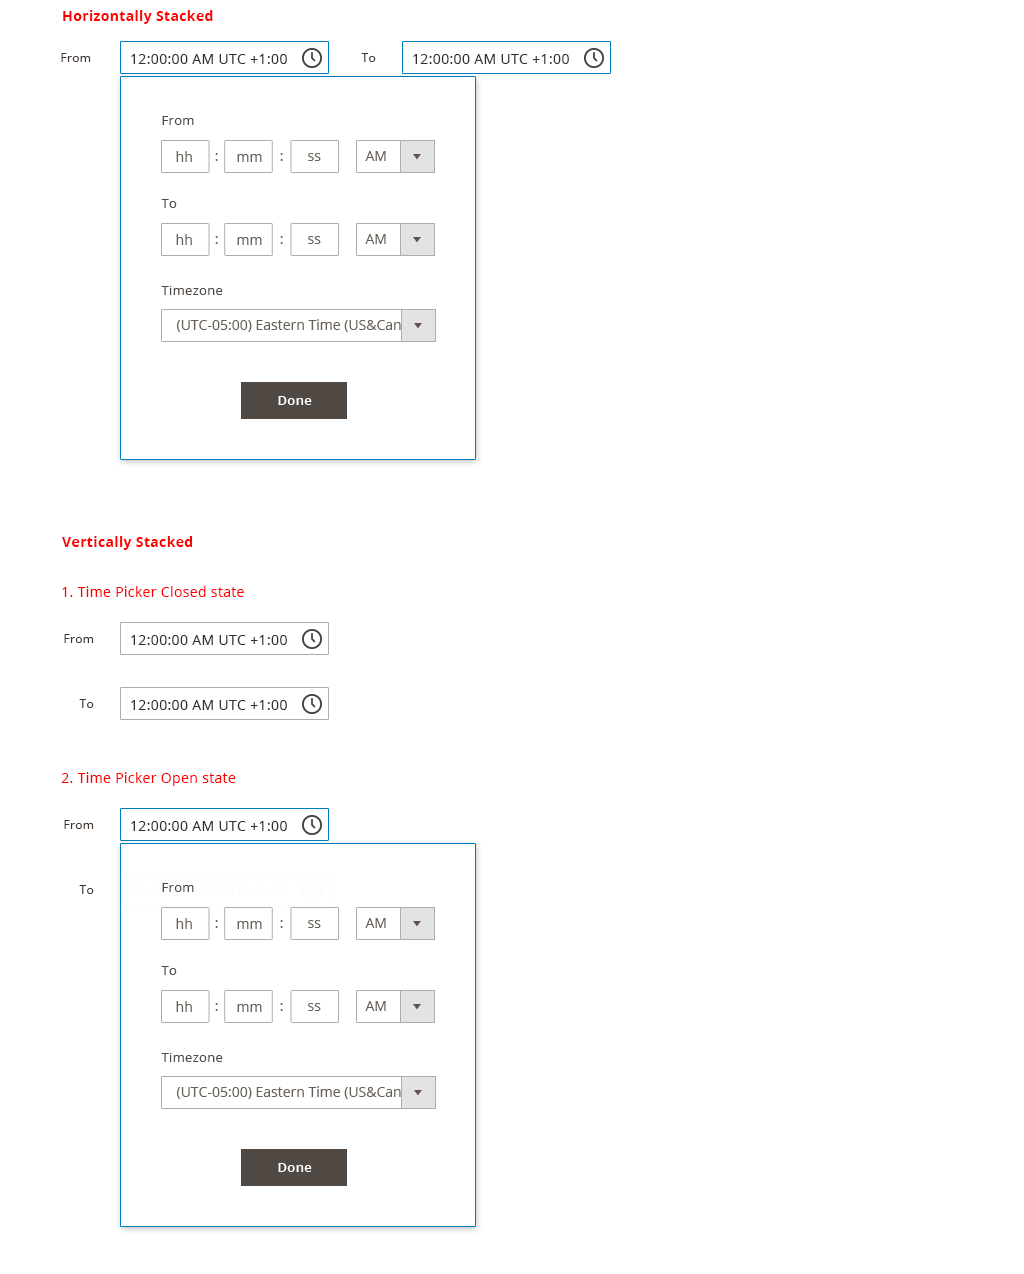 Horizontally Stacked
From 12:00:00 AM UTC +1:00 To 12:00:00 AM UTC +1:00
From
hh : mm : ss AM
To
hh : mm : ss AM
Timezone
(UTC-05:00) Eastern Time (US&Can
Done
Vertically Stacked
1. Time Picker Closed state
From 12:00:00 AM UTC +1:00
To 12:00:00 AM UTC +1:00
2. Time Picker Open state
From 12:00:00 AM UTC +1:00
To
From
hh : mm : ss AM
To
hh : mm : ss AM
Timezone
(UTC-05:00) Eastern Time (US&Can
Done